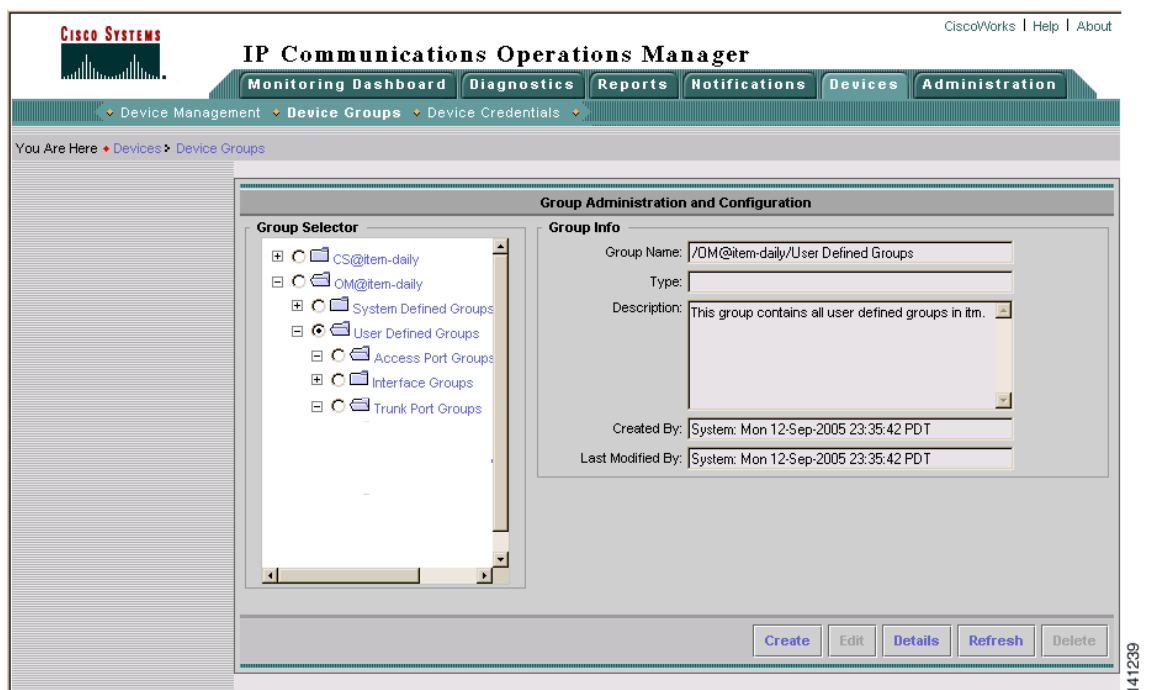 CiscoWorks | Help | About
CISCO SYSTEMS
IP Communications Operations Manager
Monitoring Dashboard Diagnostics Reports Notifications Devices Administration
Device Management Device Groups Device Credentials
You Are Here Devices Device Groups
Group Administration and Configuration
Group Selector
CS@item-daily
OM@item-daily
System Defined Groups
User Defined Groups
Access Port Groups
Interface Groups
Trunk Port Groups
Group Info
Group Name: /OM@item-daily/User Defined Groups
Type:
Description: This group contains all user defined groups in itm.
Created By: System: Mon 12-Sep-2005 23:35:42 PDT
Last Modified By: System: Mon 12-Sep-2005 23:35:42 PDT
Create Edit Details Refresh Delete
141239